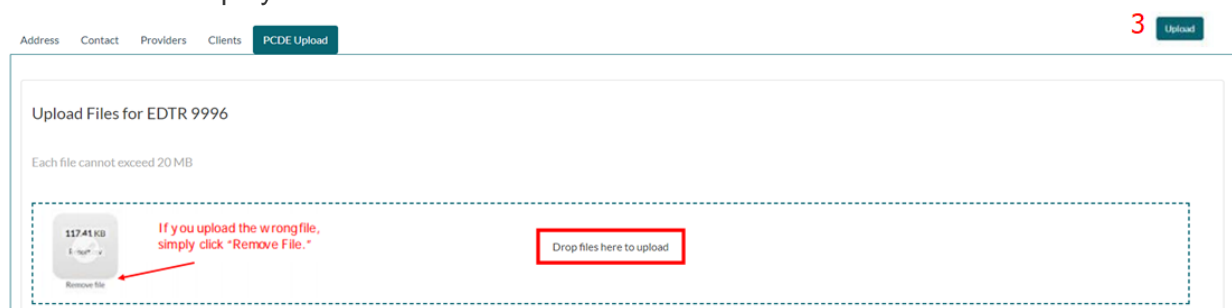 3 Upload
Address Contact Providers Clients PCDE Upload
Upload Files for EDTR 9996
Each file cannot exceed 20 MB
If you upload the wrong file,
simply click "Remove File."
117.41 KB
Drop files here to upload
Remove file